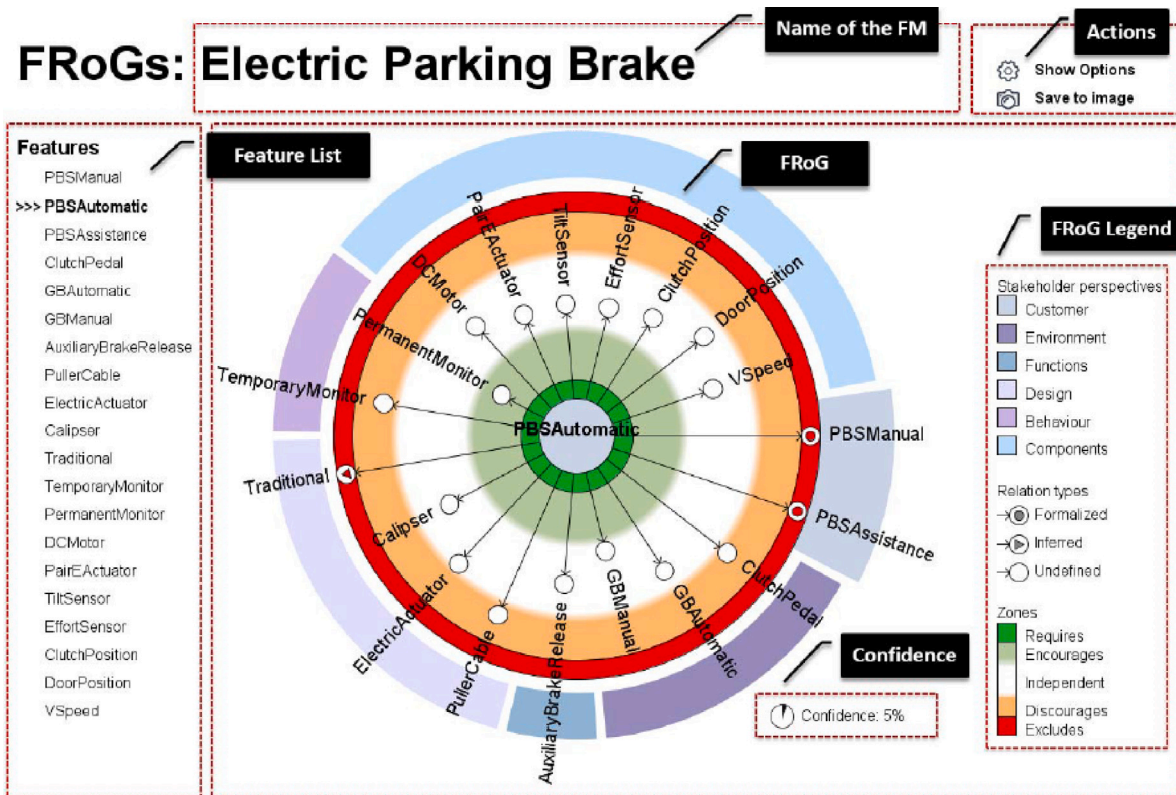 FRoGs: Electric Parking Brake
Name of the FM
Actions
Show Options
Save to image
Features
PBSManual
>>> PBSAutomatic
PBSAssistance
ClutchPedal
GBAutomatic
GBManual
AuxiliaryBrakeRelease
PullerCable
ElectricActuator
Calipser
Traditional
TemporaryMonitor
PermanentMonitor
DCMotor
PairEActuator
TiltSensor
EffortSensor
ClutchPosition
DoorPosition
VSpeed
Feature List
FRoG
PBSAutomatic
TemporaryMonitor
PermanentMonitor
DCMotor
PairEActuator
TiltSensor
EffortSensor
ClutchPosition
DoorPosition
VSpeed
PBSManual
PBSAssistance
ClutchPedal
GBAutomatic
GBManual
AuxiliaryBrakeRelease
PullerCable
ElectricActuator
Calipser
Traditional
Confidence
Confidence: 5%
FRoG Legend
Stakeholder perspectives
Customer
Environment
Functions
Design
Behaviour
Components
Relation types
Formalized
Inferred
Undefined
Zones
Requires
Encourages
Independent
Discourages
Excludes